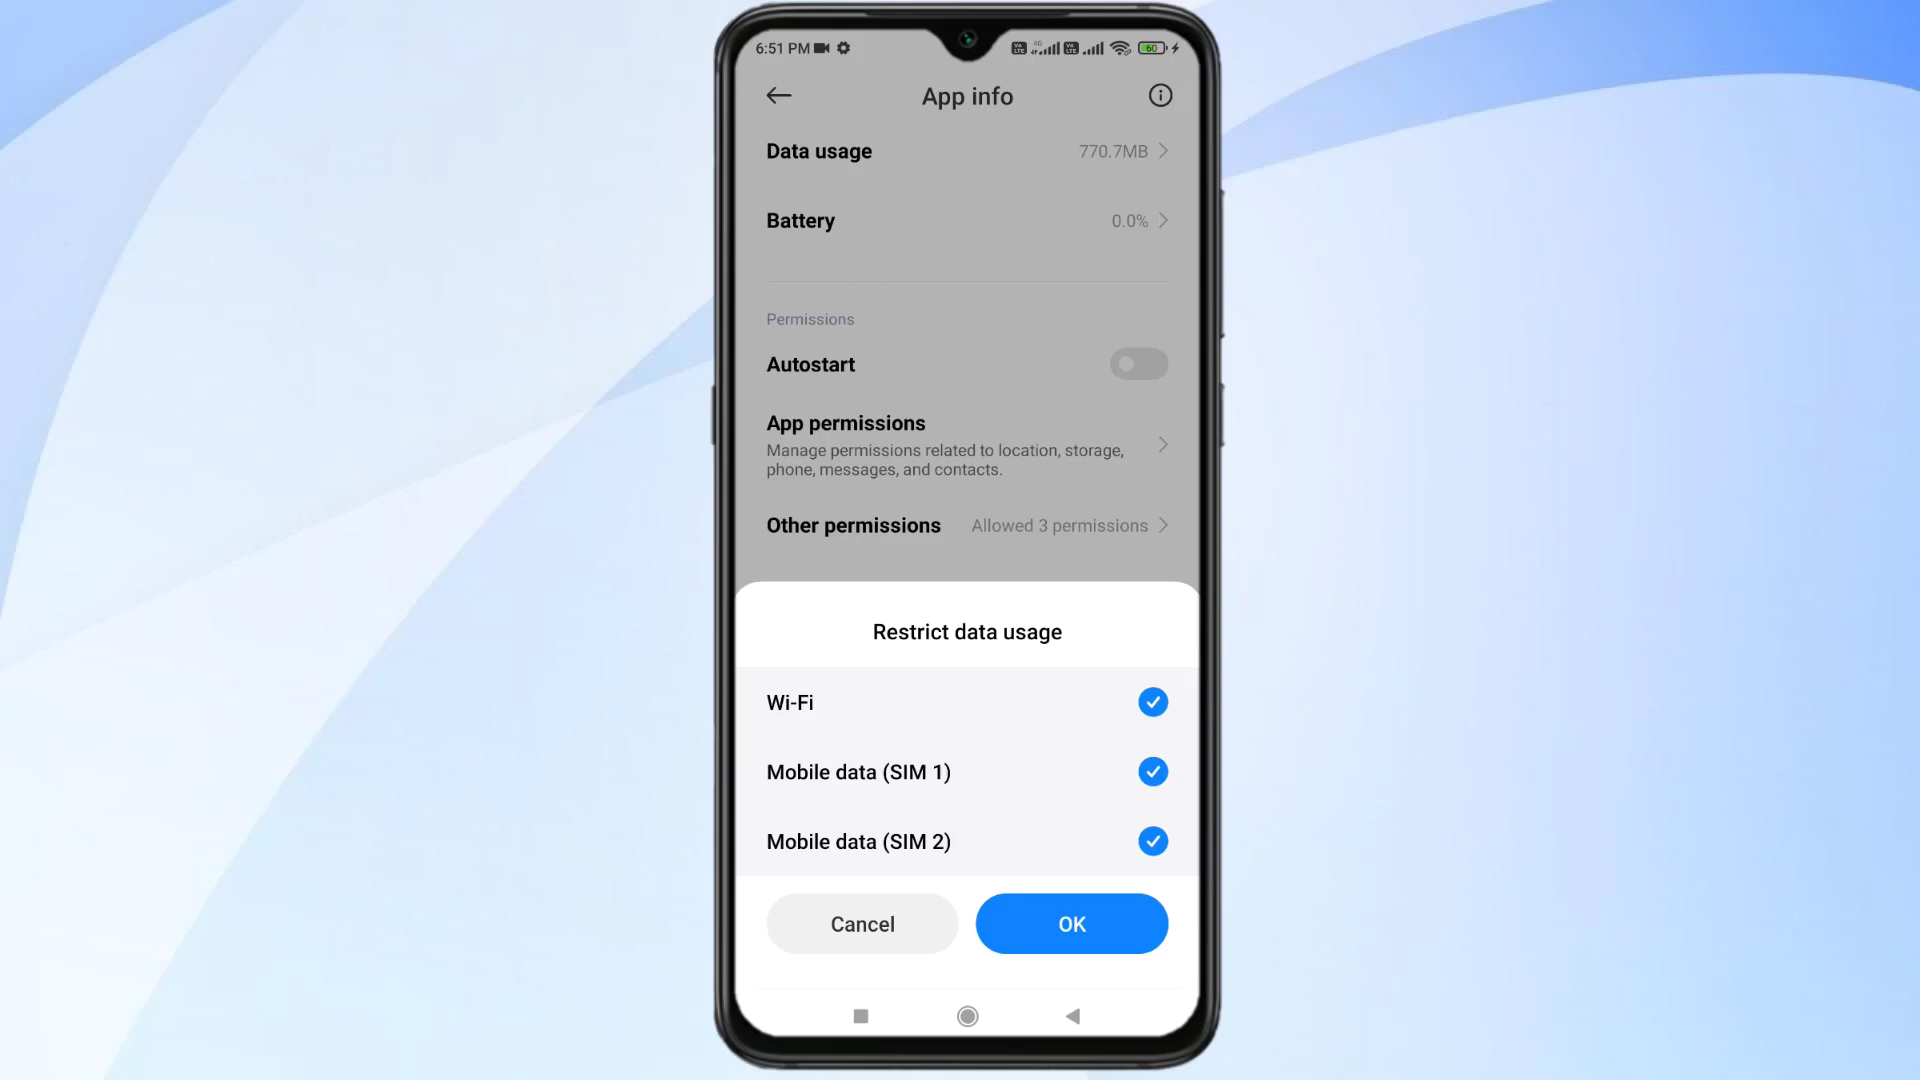 6:51 PM
4G
60
App info
Data usage 770.7MB
Battery 0.0%
Permissions
Autostart
App permissions
Manage permissions related to location, storage,
phone, messages, and contacts.
Other permissions Allowed 3 permissions
Restrict data usage
Wi-Fi
Mobile data (SIM 1)
Mobile data (SIM 2)
Cancel OK